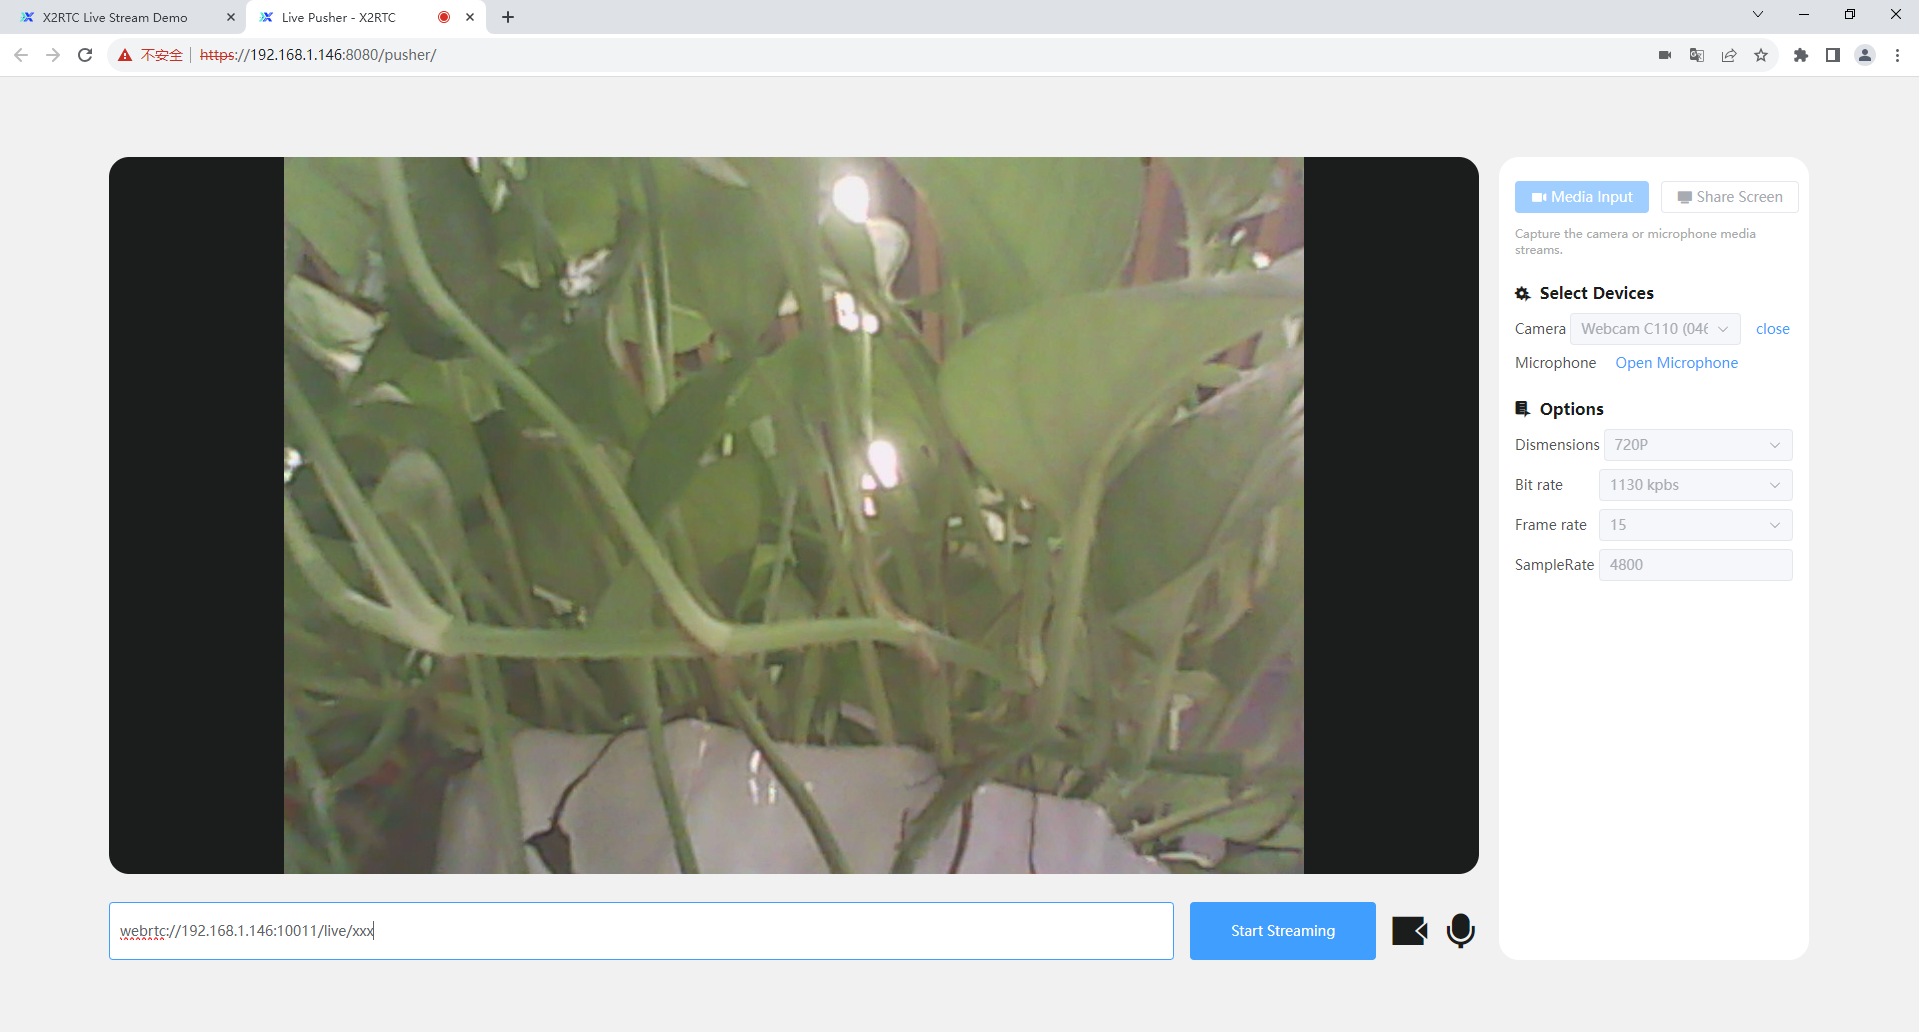 X2RTC Live Stream Demo
Live Pusher - X2RTC
不安全
https://192.168.1.146:8080/pusher/
Media Input
Share Screen
Capture the camera or microphone media
streams.
Select Devices
Camera
Webcam C110 (046
close
Microphone
Open Microphone
Options
Dismensions
720P
Bit rate
1130 kpbs
Frame rate
15
SampleRate
4800
webrtc://192.168.1.146:10011/live/xxx
Start Streaming